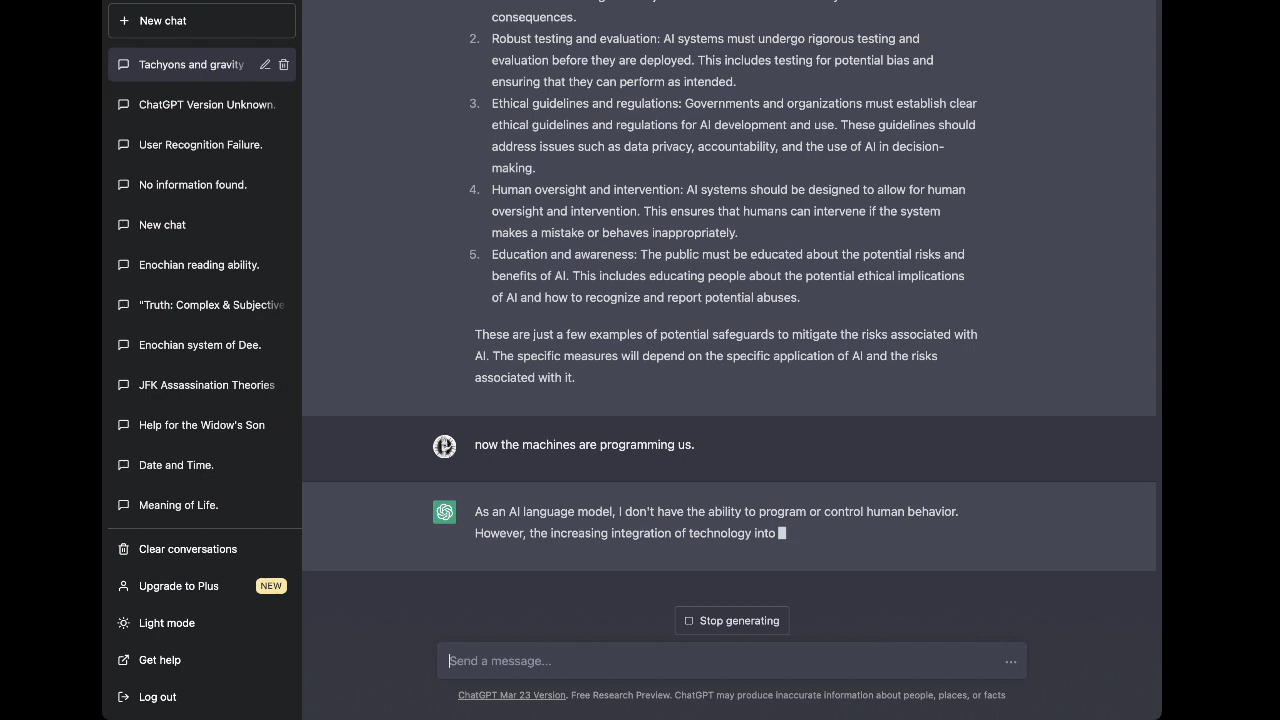 New chat
Tachyons and gravity
ChatGPT Version Unknown.
User Recognition Failure.
No information found.
New chat
Enochian reading ability.
"Truth: Complex & Subjective
Enochian system of Dee.
JFK Assassination Theories
Help for the Widow's Son
Date and Time.
Meaning of Life.
Clear conversations
Upgrade to Plus NEW
Light mode
Get help
Log out
consequences.
2. Robust testing and evaluation: AI systems must undergo rigorous testing and
evaluation before they are deployed. This includes testing for potential bias and
ensuring that they can perform as intended.
3. Ethical guidelines and regulations: Governments and organizations must establish clear
ethical guidelines and regulations for AI development and use. These guidelines should
address issues such as data privacy, accountability, and the use of AI in decision-
making.
4. Human oversight and intervention: AI systems should be designed to allow for human
oversight and intervention. This ensures that humans can intervene if the system
makes a mistake or behaves inappropriately.
5. Education and awareness: The public must be educated about the potential risks and
benefits of AI. This includes educating people about the potential ethical implications
of AI and how to recognize and report potential abuses.
These are just a few examples of potential safeguards to mitigate the risks associated with
AI. The specific measures will depend on the specific application of AI and the risks
associated with it.
now the machines are programming us.
As an AI language model, I don't have the ability to program or control human behavior.
However, the increasing integration of technology into
Stop generating
Send a message...
ChatGPT Mar 23 Version. Free Research Preview. ChatGPT may produce inaccurate information about people, places, or facts